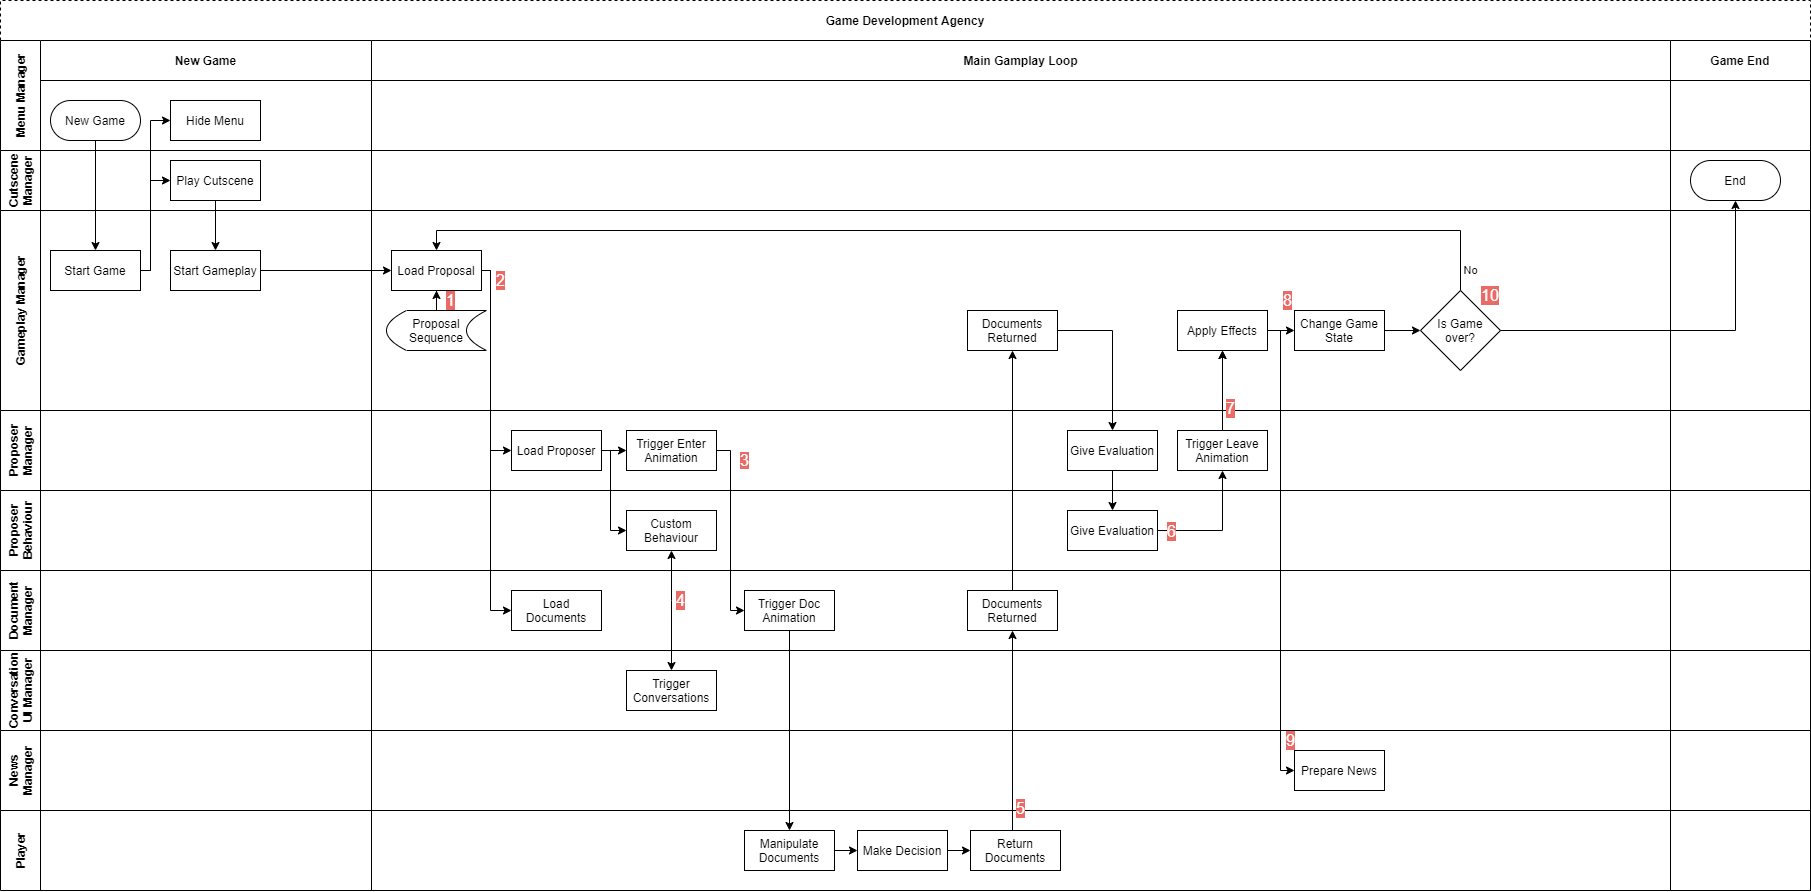 Game Development Agency
New Game
Main Gamplay Loop
Game End
Menu Manager
New Game
Hide Menu
Cutscene
Manager
Play Cutscene
End
Gameplay Manager
Start Game
Start Gameplay
Load Proposal
2
1
Proposal
Sequence
Documents
Returned
Apply Effects
8
Change Game
State
Is Game
over?
10
No
7
Proposer
Manager
Load Proposer
Trigger Enter
Animation
3
Give Evaluation
Trigger Leave
Animation
Proposer
Behaviour
Custom
Behaviour
Give Evaluation
6
Document
Manager
Load
Documents
4
Trigger Doc
Animation
Documents
Returned
Conversation
UI Manager
Trigger
Conversations
News
Manager
9
Prepare News
5
Player
Manipulate
Documents
Make Decision
Return
Documents